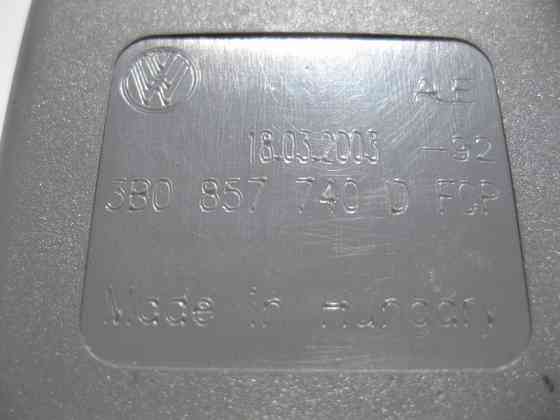 AE
18.03.2003 -92
3B0 857 740 D FCP
Made in Hungary